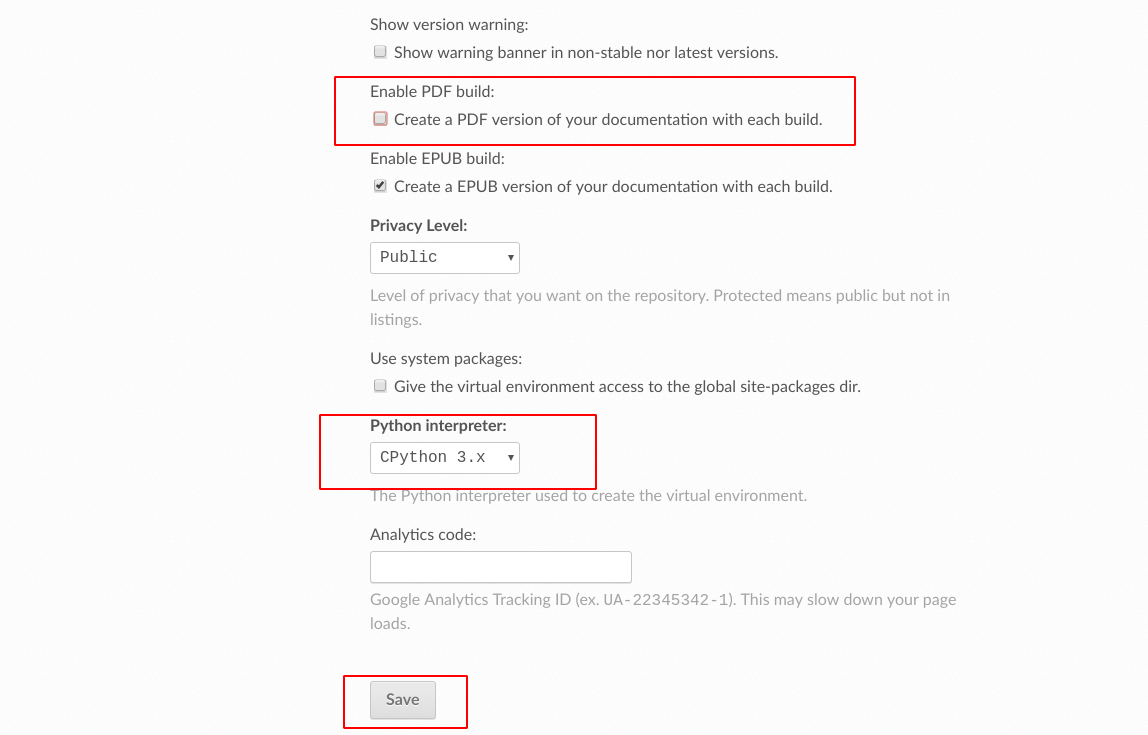 Show version warning:
Show warning banner in non-stable nor latest versions.
Enable PDF build:
Create a PDF version of your documentation with each build.
Enable EPUB build:
Create a EPUB version of your documentation with each build.
Privacy Level:
Public
Level of privacy that you want on the repository. Protected means public but not in
listings.
Use system packages:
Give the virtual environment access to the global site-packages dir.
Python interpreter:
CPython 3.x
The Python interpreter used to create the virtual environment.
Analytics code:
Google Analytics Tracking ID (ex. UA-22345342-1). This may slow down your page
loads.
Save